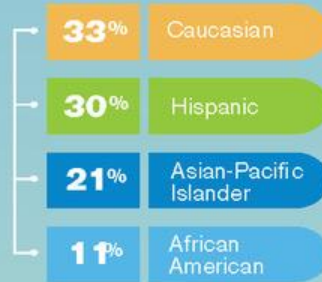 33% Caucasian
30% Hispanic
21% Asian-Pacific
Islander
11% African
American